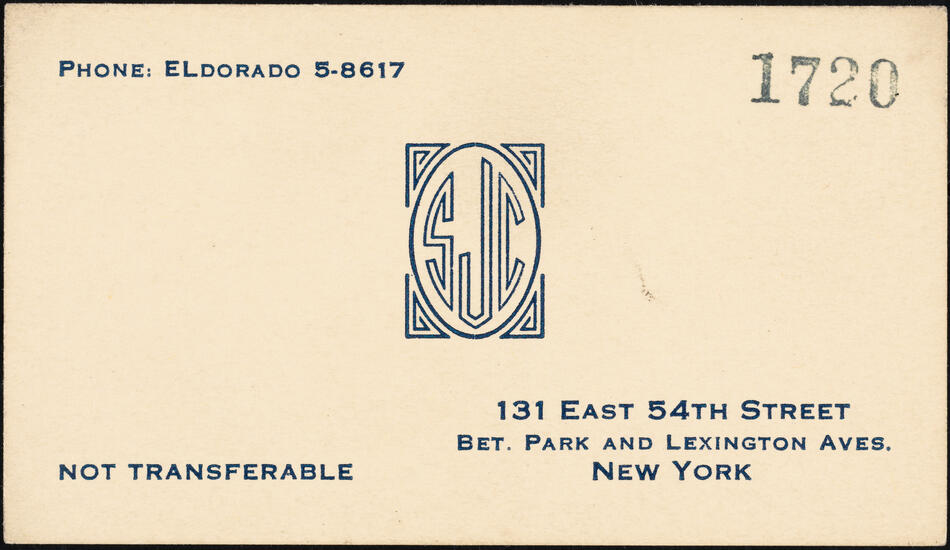 PHONE: ELDORADO 5-8617
1720
SJC
131 EAST 54TH STREET
BET. PARK AND LEXINGTON AVES.
NEW YORK
NOT TRANSFERABLE